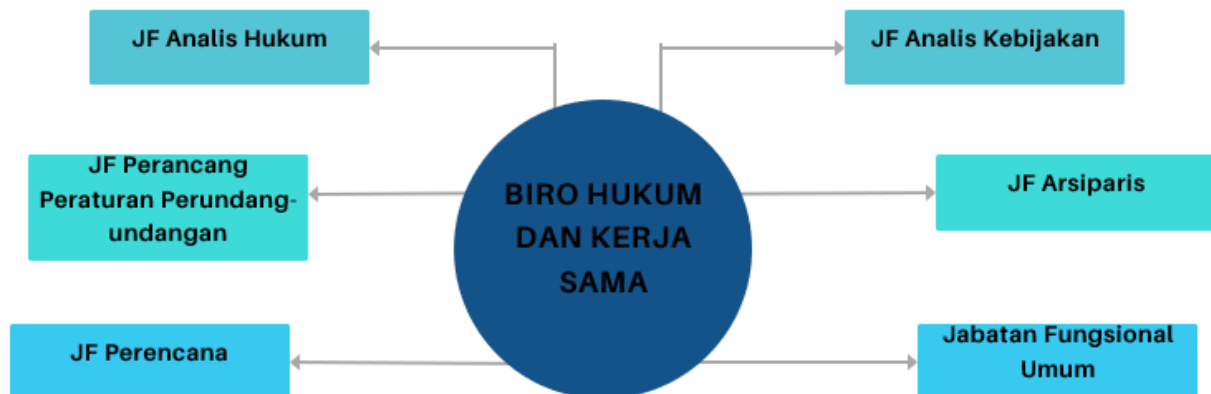 JF Analis Hukum
JF Analis Kebijakan
JF Perancang
Peraturan Perundang-
undangan
BIRO HUKUM
DAN KERJA
SAMA
JF Arsiparis
JF Perencana
Jabatan Fungsional
Umum